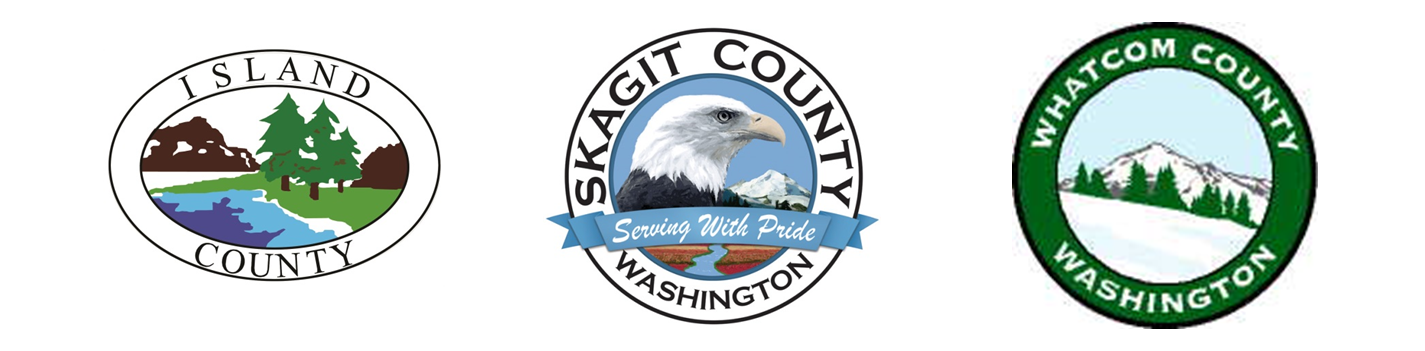 ISLAND
COUNTY
SKAGIT COUNTY
Serving With Pride
WASHINGTON
WHATCOM COUNTY
WASHINGTON